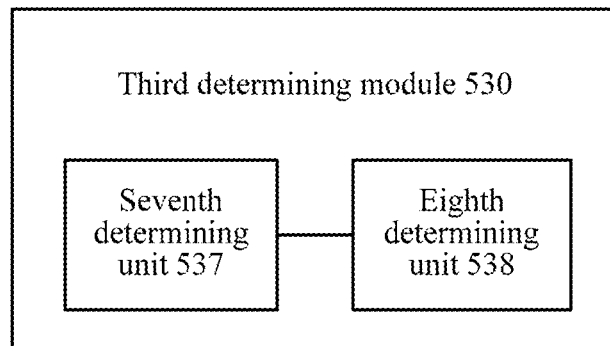 Third determining module 530
Seventh
determining
unit 537
Eighth
determining
unit 538